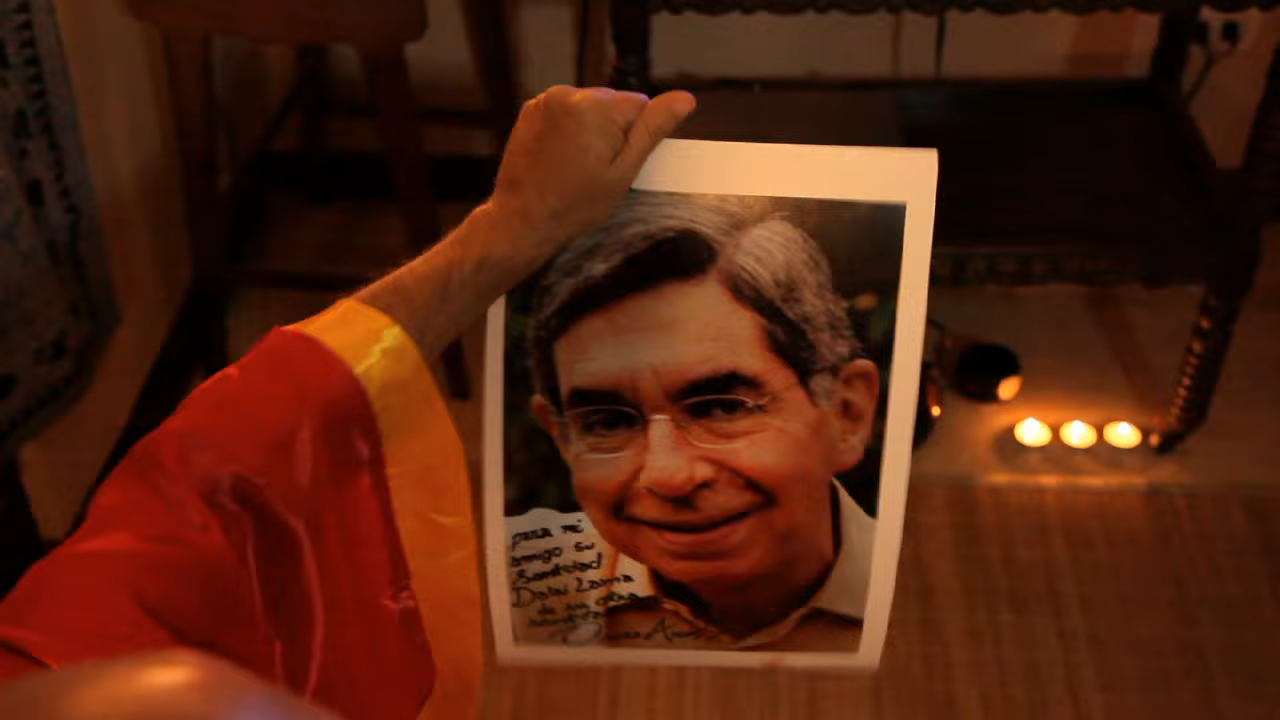 para mi
amigo su
Santidad
Dalai Lama
de su